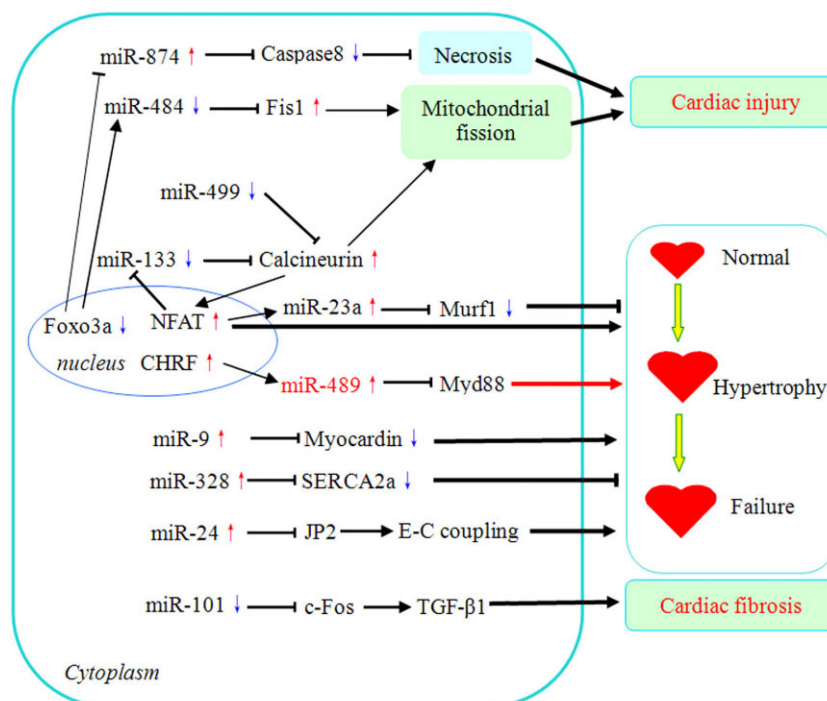 miR-874 ↑ Caspase8 ↓ Necrosis
Cardiac injury
miR-484 ↓ Fis1 ↑ Mitochondrial
fission
miR-499 ↓
miR-133 ↓ Calcineurin ↑
Normal
miR-23a ↑ Murf1 ↓
Foxo3a ↓ NFAT ↑
nucleus CHRF ↑
miR-489 ↑ Myd88
Hypertrophy
miR-9 ↑ Myocardin ↓
miR-328 ↑ SERCA2a ↓
Failure
miR-24 ↑ JP2 E-C coupling
miR-101 ↓ c-Fos TGF-β1 Cardiac fibrosis
Cytoplasm